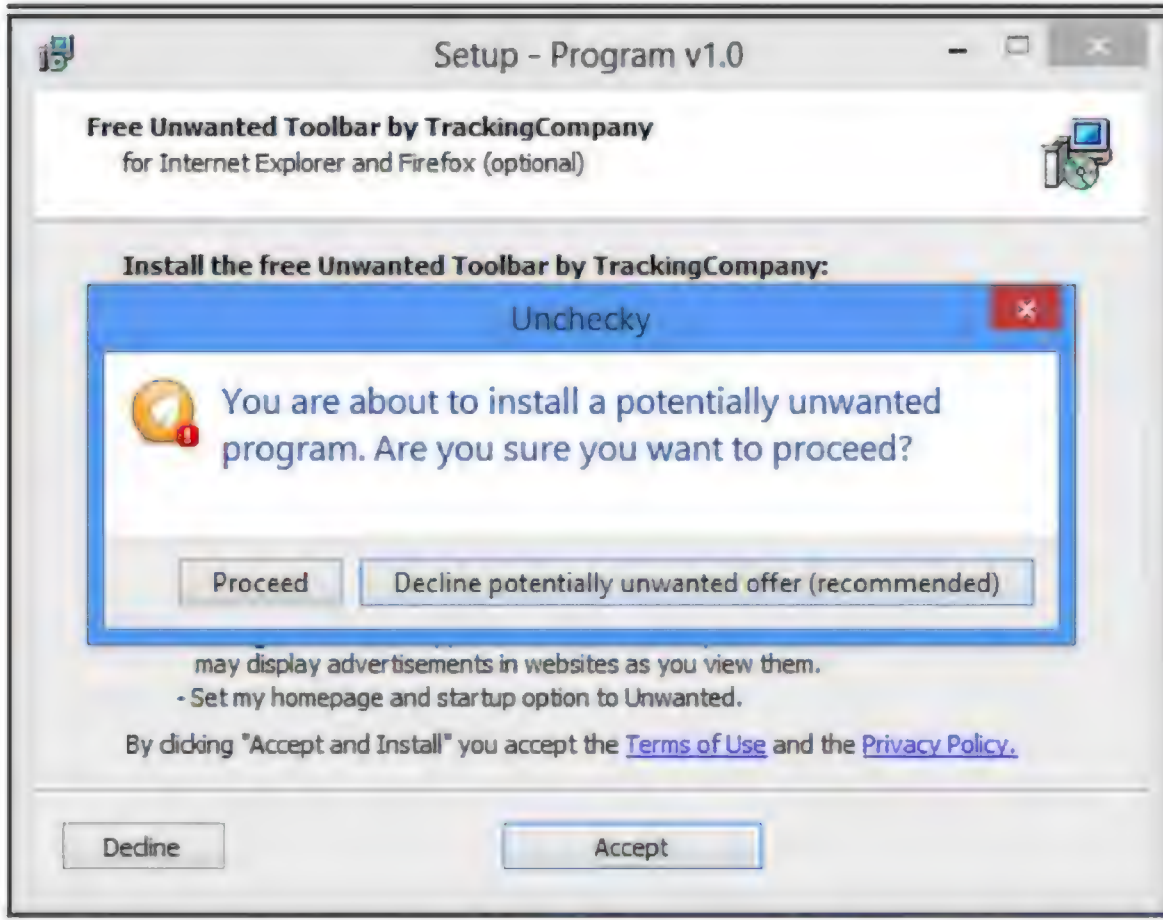 Setup - Program v1.0
Free Unwanted Toolbar by TrackingCompany
for Internet Explorer and Firefox (optional)
Install the free Unwanted Toolbar by TrackingCompany:
Unchecky
You are about to install a potentially unwanted
program. Are you sure you want to proceed?
Proceed
Decline potentially unwanted offer (recommended)
may display advertisements in websites as you view them.
- Set my homepage and startup option to Unwanted.
By clicking "Accept and Install" you accept the Terms of Use and the Privacy Policy.
Decline
Accept